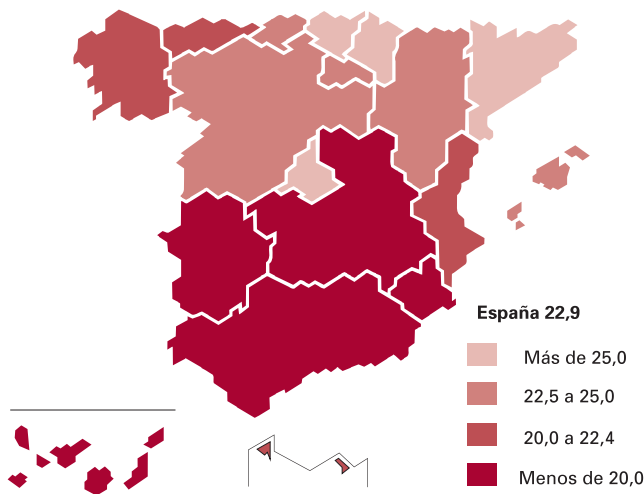 España 22,9
Más de 25,0
22,5 a 25,0
20,0 a 22,4
Menos de 20,0